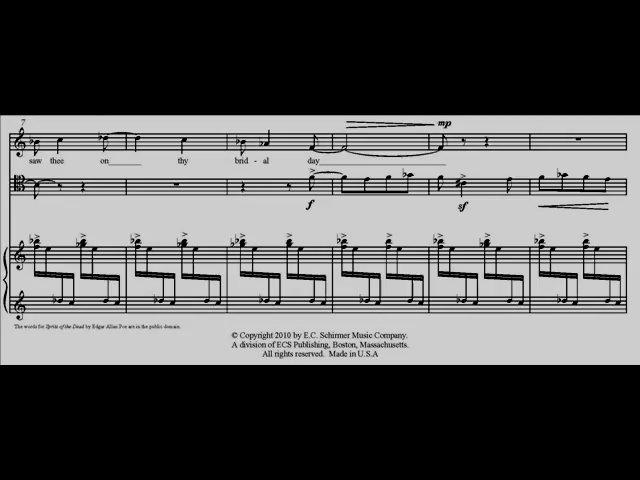 7
mp
saw thee on____ thy brid - al day____
f
sf
The words for Spirits of the Dead by Edgar Allan Poe are in the public domain.
© Copyright 2010 by E.C. Schirmer Music Company.
A division of ECS Publishing, Boston, Massachusetts.
All rights reserved. Made in U.S.A